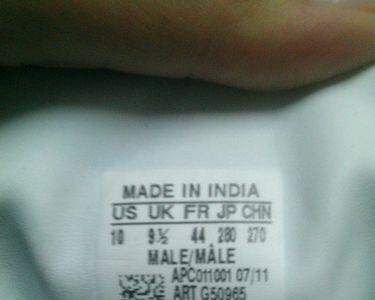 MADE IN INDIA
US UK FR JP CHN
10 9½ 44 280 270
MALE/MÂLE
APC011001 07/11
ART G50965